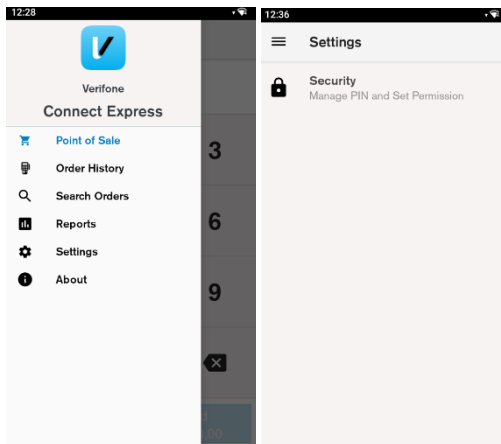 12:28
Verifone
Connect Express
Point of Sale
Order History
Search Orders
Reports
Settings
About
3
6
9
.00
12:36
Settings
Security
Manage PIN and Set Permission